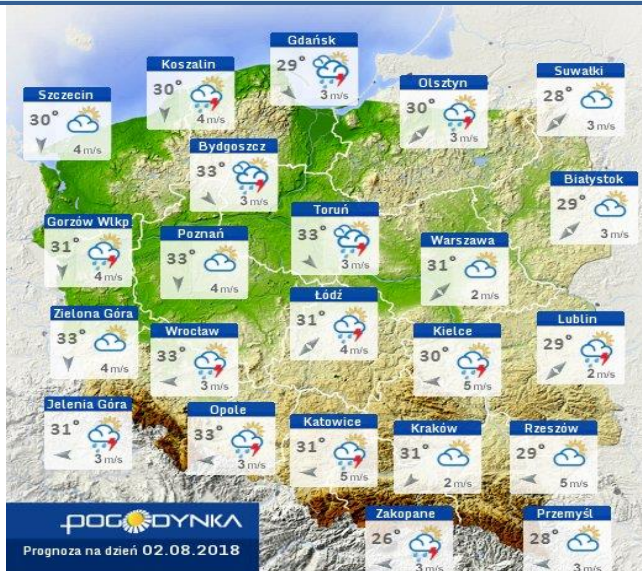 Gdańsk
29°
3 m/s
Koszalin
30°
4 m/s
Suwałki
28°
3 m/s
Olsztyn
30°
3 m/s
Szczecin
30°
4 m/s
Bydgoszcz
33°
3 m/s
Białystok
29°
3 m/s
Toruń
33°
3 m/s
Gorzów Wlkp
31°
4 m/s
Poznań
33°
4 m/s
Warszawa
31°
2 m/s
Łódź
31°
4 m/s
Zielona Góra
33°
4 m/s
Wrocław
33°
3 m/s
Kielce
30°
5 m/s
Lublin
29°
2 m/s
Jelenia Góra
31°
3 m/s
Opole
33°
3 m/s
Katowice
31°
5 m/s
Kraków
31°
2 m/s
Rzeszów
29°
5 m/s
Zakopane
26°
3 m/s
Przemyśl
28°
3 m/s
POGODYNKA
Prognoza na dzień 02.08.2018